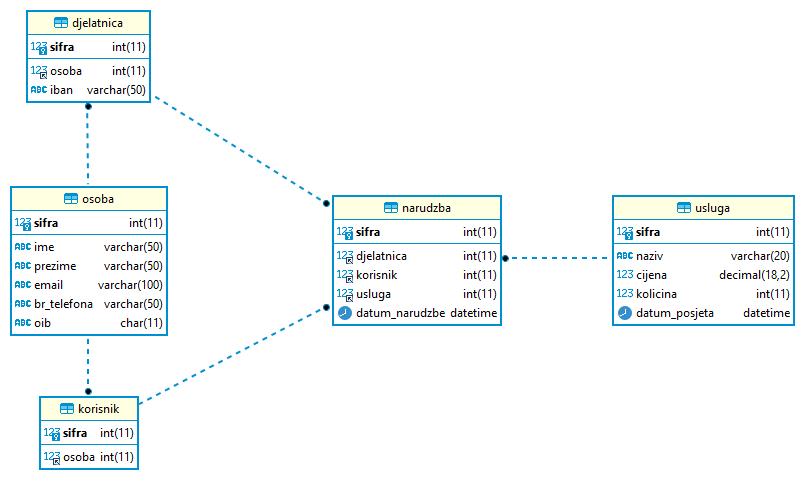 djelatnica
123 sifra int(11)
123 osoba int(11)
ABC iban varchar(50)
osoba
123 sifra int(11)
ABC ime varchar(50)
ABC prezime varchar(50)
ABC email varchar(100)
ABC br_telefona varchar(50)
ABC oib char(11)
korisnik
123 sifra int(11)
123 osoba int(11)
narudzba
123 sifra int(11)
123 djelatnica int(11)
123 korisnik int(11)
123 usluga int(11)
datum_narudzbe datetime
usluga
123 sifra int(11)
ABC naziv varchar(20)
123 cijena decimal(18,2)
123 kolicina int(11)
datum_posjeta datetime